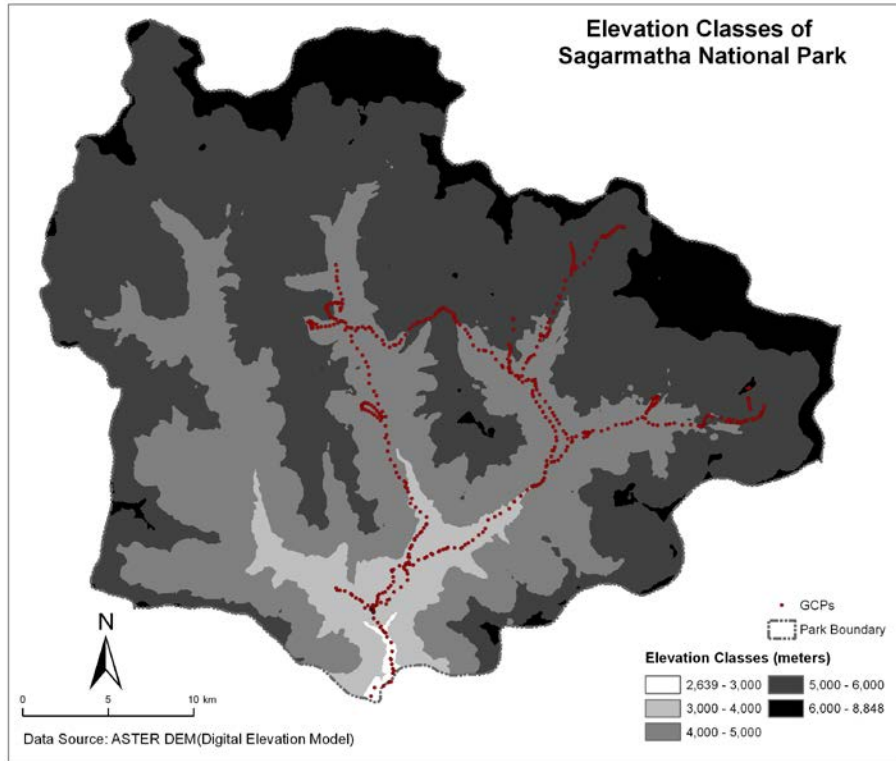 Elevation Classes of
Sagarmatha National Park
N
0 5 10 km
Data Source: ASTER DEM(Digital Elevation Model)
GCPs
Park Boundary
Elevation Classes (meters)
2,639 - 3,000
3,000 - 4,000
4,000 - 5,000
5,000 - 6,000
6,000 - 8,848